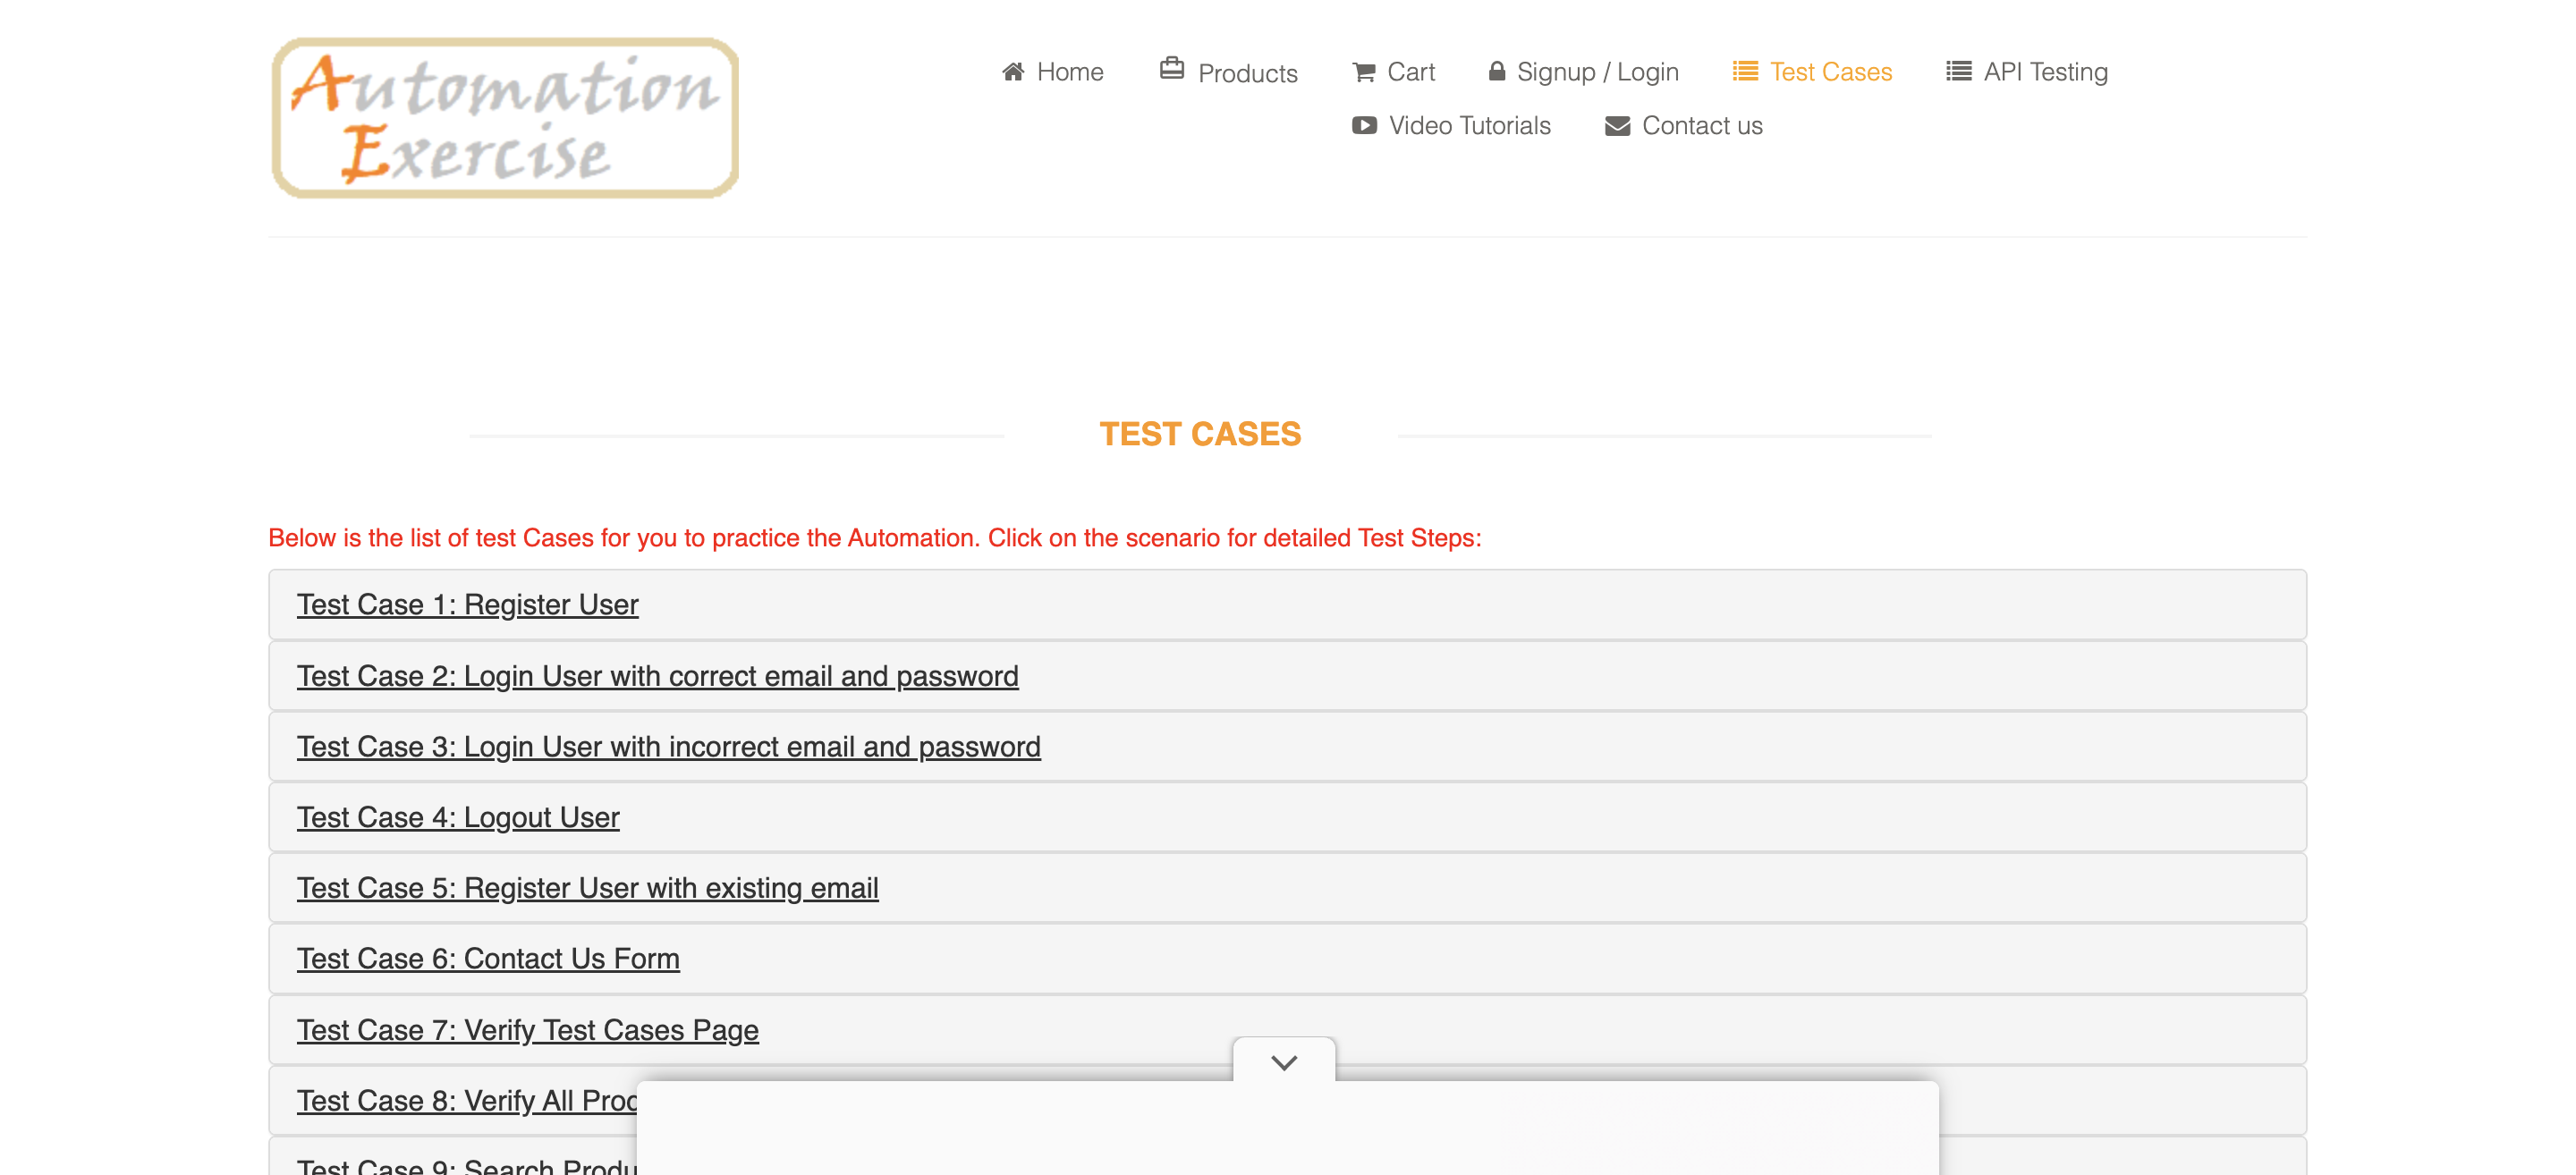 Automation
Exercise
Home Products Cart Signup / Login Test Cases API Testing
Video Tutorials Contact us
TEST CASES
Below is the list of test Cases for you to practice the Automation. Click on the scenario for detailed Test Steps:
Test Case 1: Register User
Test Case 2: Login User with correct email and password
Test Case 3: Login User with incorrect email and password
Test Case 4: Logout User
Test Case 5: Register User with existing email
Test Case 6: Contact Us Form
Test Case 7: Verify Test Cases Page
Test Case 8: Verify All
Test Case 9: Search